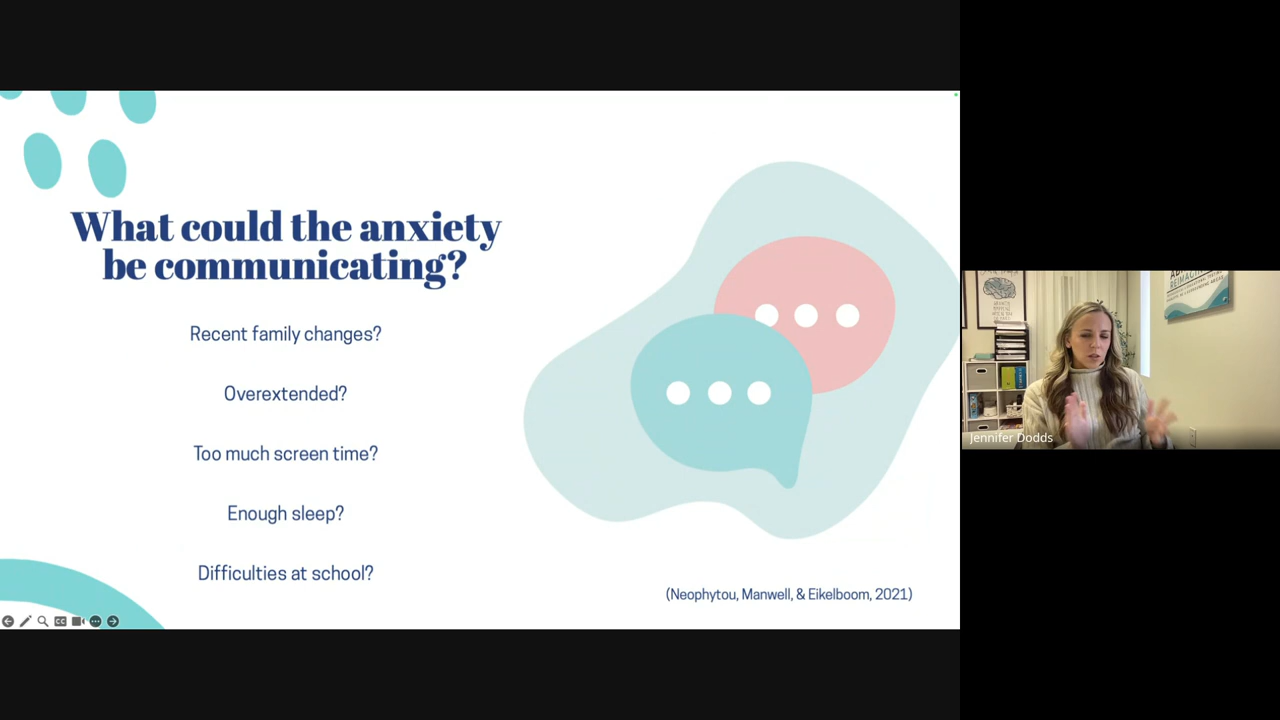 What could the anxiety
be communicating?
Recent family changes?
Overextended?
Too much screen time?
Enough sleep?
Difficulties at school?
(Neophytou, Manwell, & Eikelboom, 2021)
CC
Jennifer Dodds